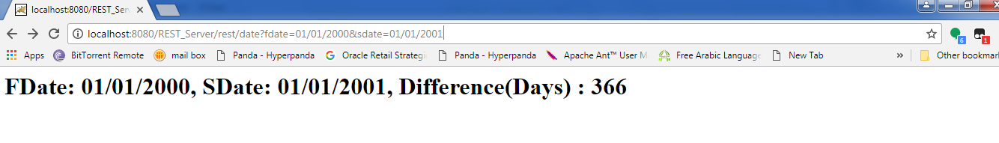 localhost:8080/REST_Serv
localhost:8080/REST_Server/rest/date?fdate=01/01/2000&sdate=01/01/2001
6
1
Apps BitTorrent Remote mail box Panda - Hyperpanda Oracle Retail Strategi Panda - Hyperpanda Apache Ant™ User M Free Arabic Language New Tab » Other bookmar
FDate: 01/01/2000, SDate: 01/01/2001, Difference(Days) : 366